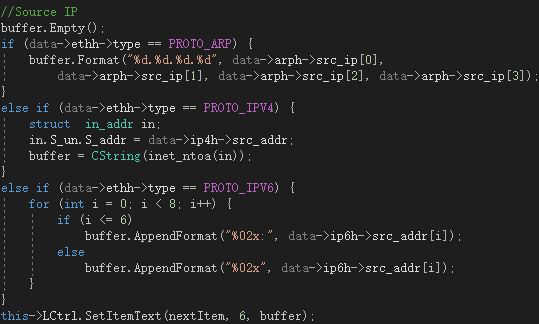 //Source IP
buffer.Empty();
if (data->ethh->type == PROTO_ARP) {
buffer.Format("%d.%d.%d.%d", data->arph->src_ip[0],
data->arph->src_ip[1], data->arph->src_ip[2], data->arph->src_ip[3]);
}
else if (data->ethh->type == PROTO_IPV4) {
struct  in_addr in;
in.S_un.S_addr = data->ip4h->src_addr;
buffer = CString(inet_ntoa(in));
}
else if (data->ethh->type == PROTO_IPV6) {
for (int i = 0; i < 8; i++) {
if (i <= 6)
buffer.AppendFormat("%02x:", data->ip6h->src_addr[i]);
else
buffer.AppendFormat("%02x", data->ip6h->src_addr[i]);
}
}
this->LCtrl.SetItemText(nextItem, 6, buffer);